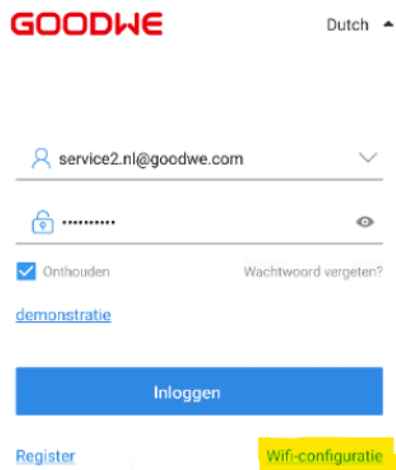 GOODWE Dutch
service2.nl@goodwe.com
••••••••••
Onthouden Wachtwoord vergeten?
demonstratie
Inloggen
Register Wifi-configuratie